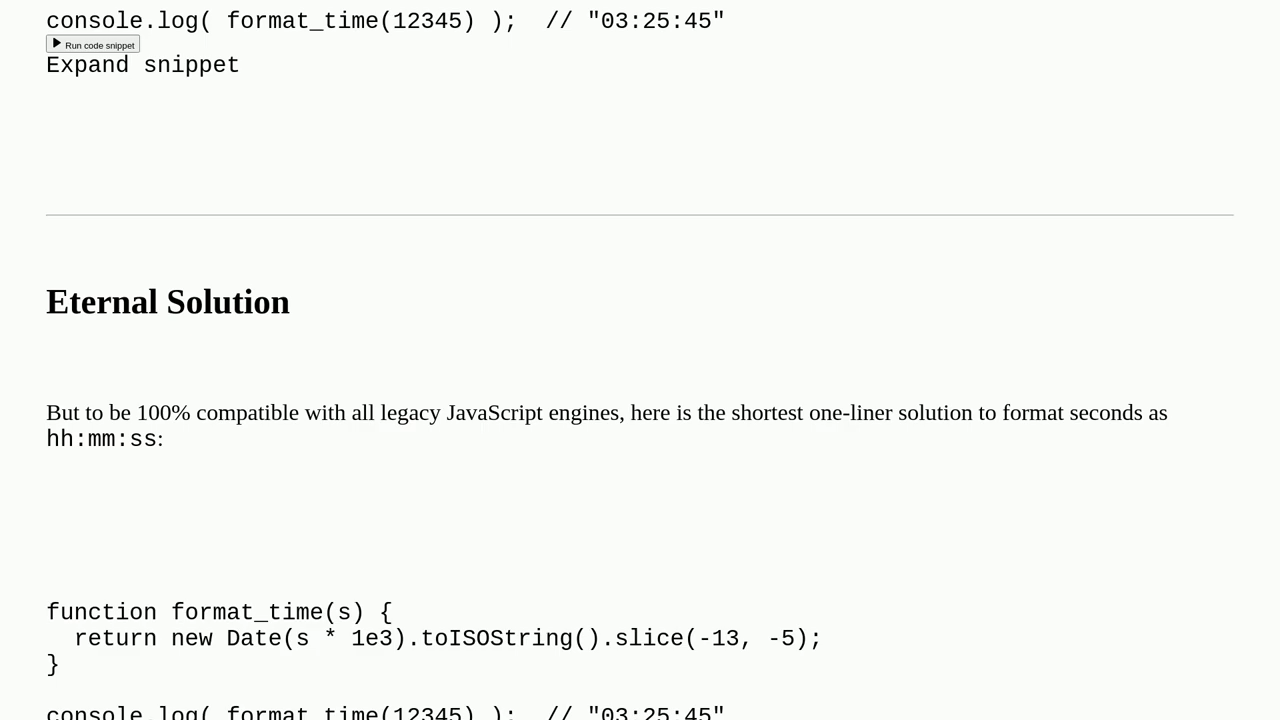 console.log( format_time(12345) );  // "03:25:45"
Run code snippet
Expand snippet
Eternal Solution
But to be 100% compatible with all legacy JavaScript engines, here is the shortest one-liner solution to format seconds as
hh:mm:ss:
function format_time(s) {
  return new Date(s * 1e3).toISOString().slice(-13, -5);
}
console.log( format_time(12345) );  // "03:25:45"